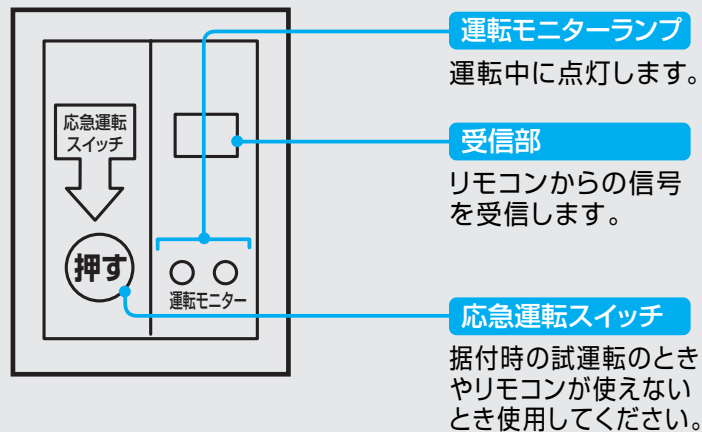 応急運転
スイッチ
押す
運転モニター
運転モニターランプ
運転中に点灯します。
受信部
リモコンからの信号
を受信します。
応急運転スイッチ
据付時の試運転のとき
やリモコンが使えない
とき使用してください。